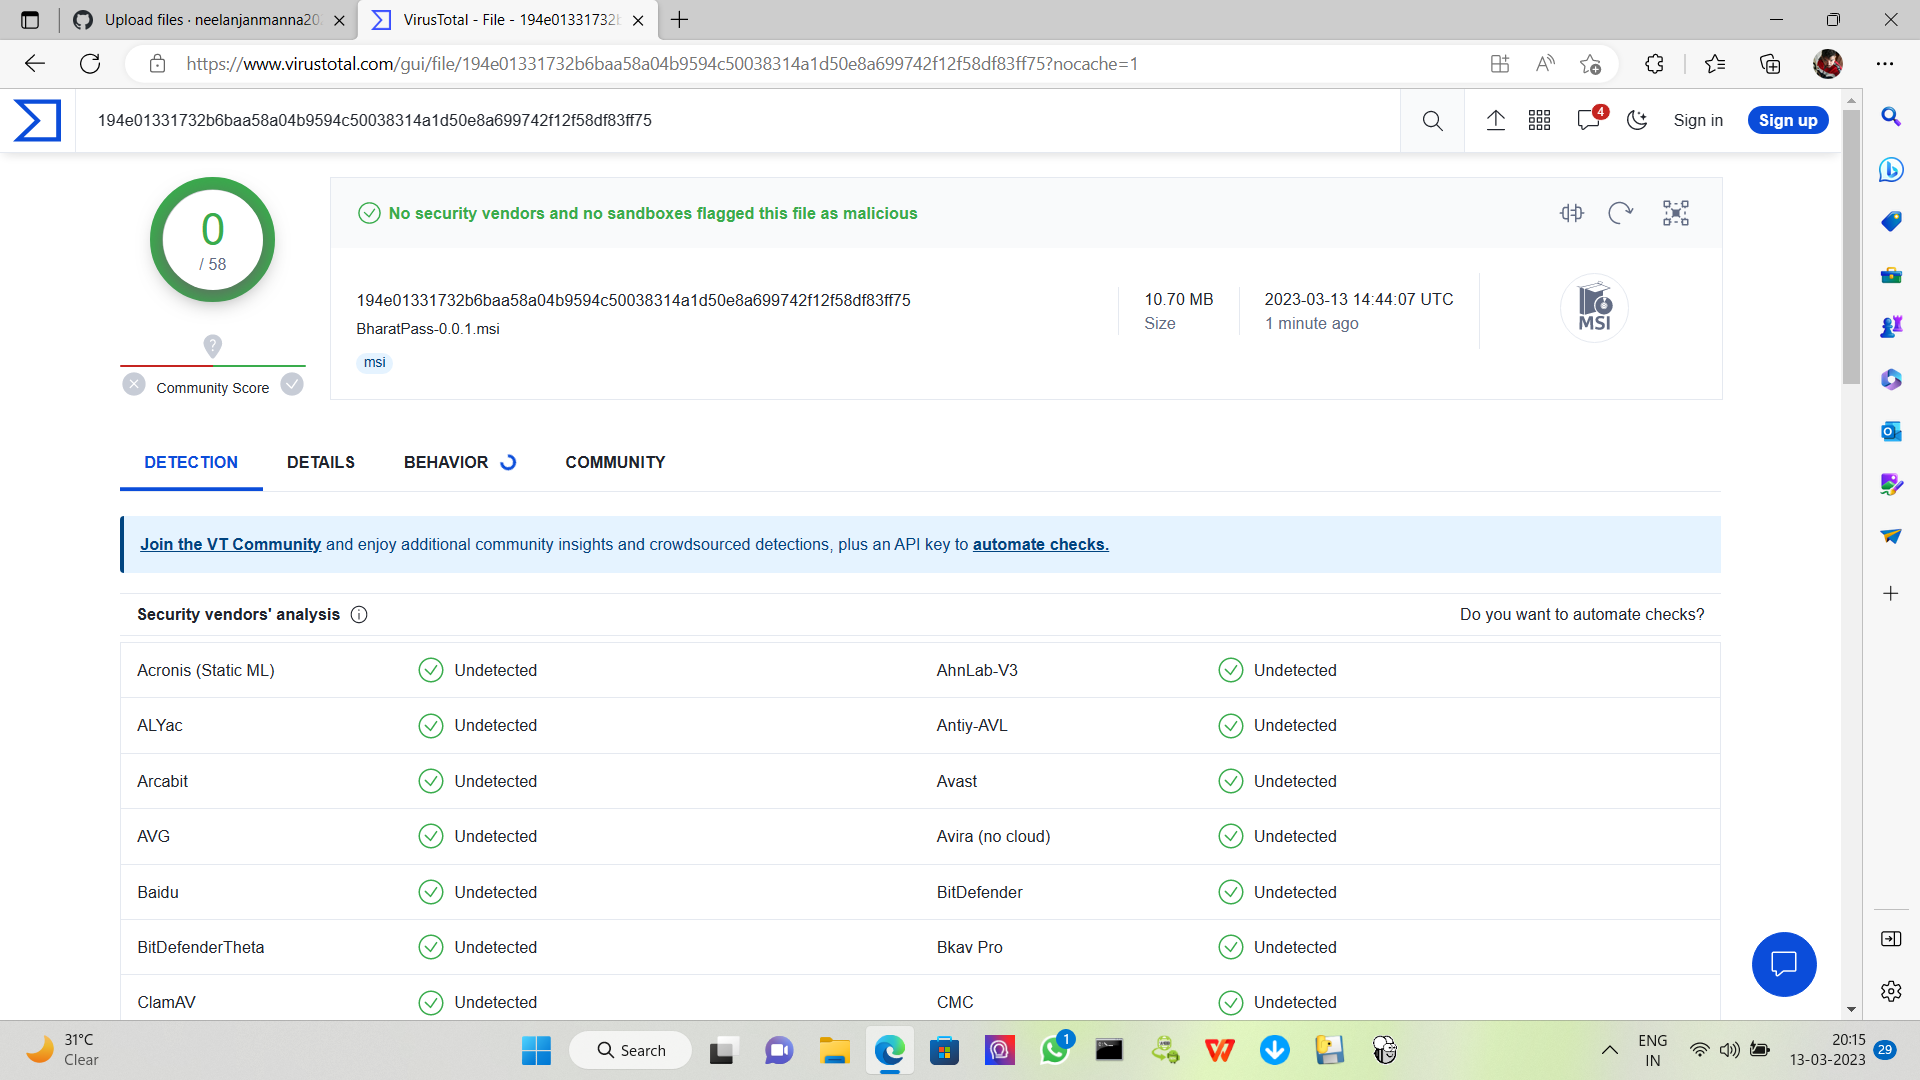 Upload files · neelanjanmanna20
VirusTotal - File - 194e01331732b
https://www.virustotal.com/gui/file/194e01331732b6baa58a04b9594c50038314a1d50e8a699742f12f58df83ff75?nocache=1
194e01331732b6baa58a04b9594c50038314a1d50e8a699742f12f58df83ff75
4
Sign in
Sign up
0
/ 58
Community Score
No security vendors and no sandboxes flagged this file as malicious
194e01331732b6baa58a04b9594c50038314a1d50e8a699742f12f58df83ff75
BharatPass-0.0.1.msi
msi
10.70 MB
Size
2023-03-13 14:44:07 UTC
1 minute ago
MSI
DETECTION
DETAILS
BEHAVIOR
COMMUNITY
Join the VT Community and enjoy additional community insights and crowdsourced detections, plus an API key to automate checks.
Security vendors' analysis
Do you want to automate checks?
Acronis (Static ML) Undetected AhnLab-V3 Undetected
ALYac Undetected Antiy-AVL Undetected
Arcabit Undetected Avast Undetected
AVG Undetected Avira (no cloud) Undetected
Baidu Undetected BitDefender Undetected
BitDefenderTheta Undetected Bkav Pro Undetected
ClamAV Undetected CMC Undetected
31°C
Clear
Search
1
ENG
IN
20:15
13-03-2023
29